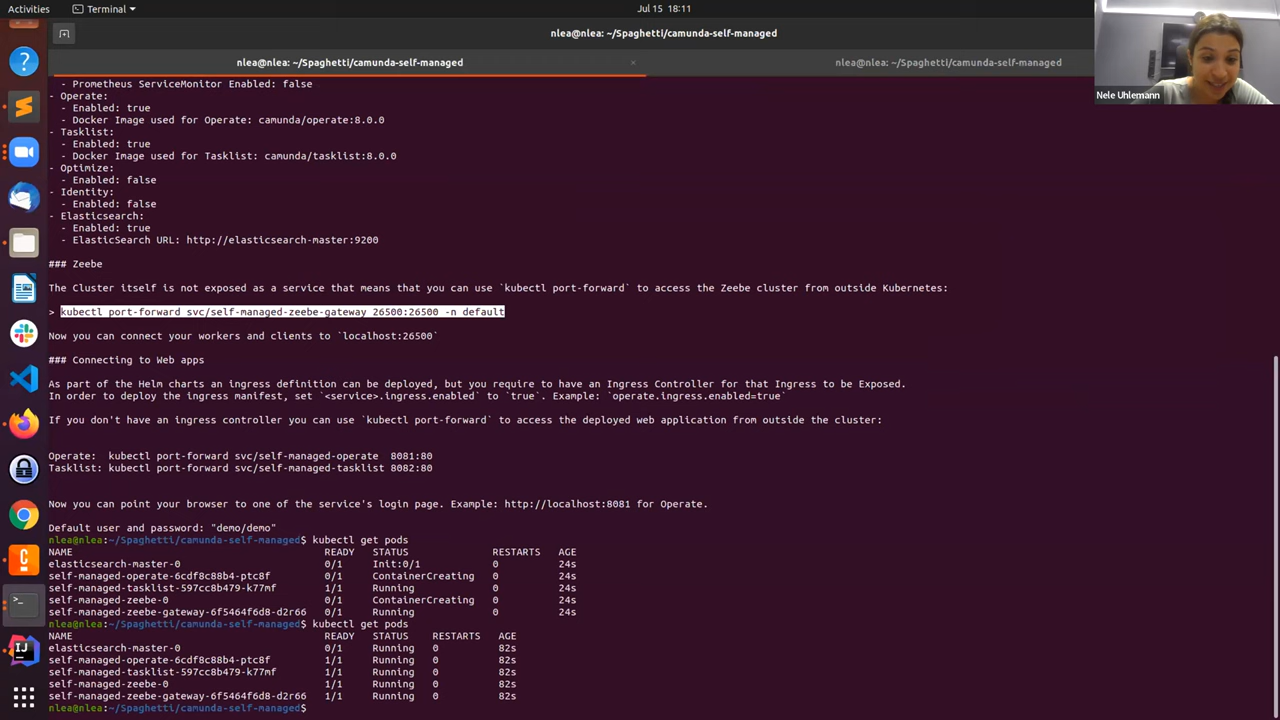 Activities
Terminal
Jul 15 18:11
nlea@nlea: ~/Spaghetti/camunda-self-managed
nlea@nlea: ~/Spaghetti/camunda-self-managed
nlea@nlea: ~/Spaghetti/camunda-self-managed
Nele Uhlemann
- Prometheus ServiceMonitor Enabled: false
- Operate:
- Enabled: true
- Docker Image used for Operate: camunda/operate:8.0.0
- Tasklist:
- Enabled: true
- Docker Image used for Tasklist: camunda/tasklist:8.0.0
- Optimize:
- Enabled: false
- Identity:
- Enabled: false
- Elasticsearch:
- Enabled: true
- ElasticSearch URL: http://elasticsearch-master:9200
### Zeebe
The Cluster itself is not exposed as a service that means that you can use `kubectl port-forward` to access the Zeebe cluster from outside Kubernetes:
> kubectl port-forward svc/self-managed-zeebe-gateway 26500:26500 -n default
Now you can connect your workers and clients to `localhost:26500`
### Connecting to Web apps
As part of the Helm charts an ingress definition can be deployed, but you require to have an Ingress Controller for that Ingress to be Exposed.
In order to deploy the ingress manifest, set `<service>.ingress.enabled` to `true`. Example: `operate.ingress.enabled=true`
If you don't have an ingress controller you can use `kubectl port-forward` to access the deployed web application from outside the cluster:
Operate:  kubectl port-forward svc/self-managed-operate  8081:80
Tasklist: kubectl port-forward svc/self-managed-tasklist 8082:80
Now you can point your browser to one of the service's login page. Example: http://localhost:8081 for Operate.
Default user and password: "demo/demo"
nlea@nlea:~/Spaghetti/camunda-self-managed$ kubectl get pods
NAME READY STATUS RESTARTS AGE
elasticsearch-master-0 0/1 Init:0/1 0 24s
self-managed-operate-6cdf8c88b4-ptc8f 0/1 ContainerCreating 0 24s
self-managed-tasklist-597cc8b479-k77mf 1/1 Running 0 24s
self-managed-zeebe-0 0/1 ContainerCreating 0 24s
self-managed-zeebe-gateway-6f5464f6d8-d2r66 0/1 Running 0 24s
nlea@nlea:~/Spaghetti/camunda-self-managed$ kubectl get pods
NAME READY STATUS RESTARTS AGE
elasticsearch-master-0 0/1 Running 0 82s
self-managed-operate-6cdf8c88b4-ptc8f 1/1 Running 0 82s
self-managed-tasklist-597cc8b479-k77mf 1/1 Running 0 82s
self-managed-zeebe-0 0/1 Running 0 82s
self-managed-zeebe-gateway-6f5464f6d8-d2r66 1/1 Running 0 82s
nlea@nlea:~/Spaghetti/camunda-self-managed$